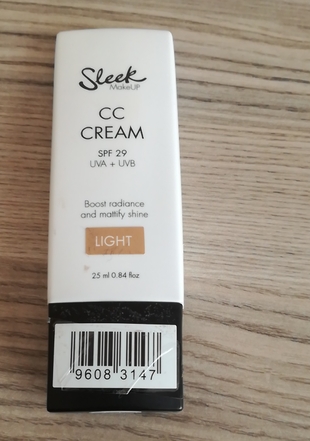 Sleek
MakeUP
CC
CREAM
SPF 29
UVA + UVB
Boost radiance
and mattify shine
LIGHT
25 ml 0.84 floz
9608 3147